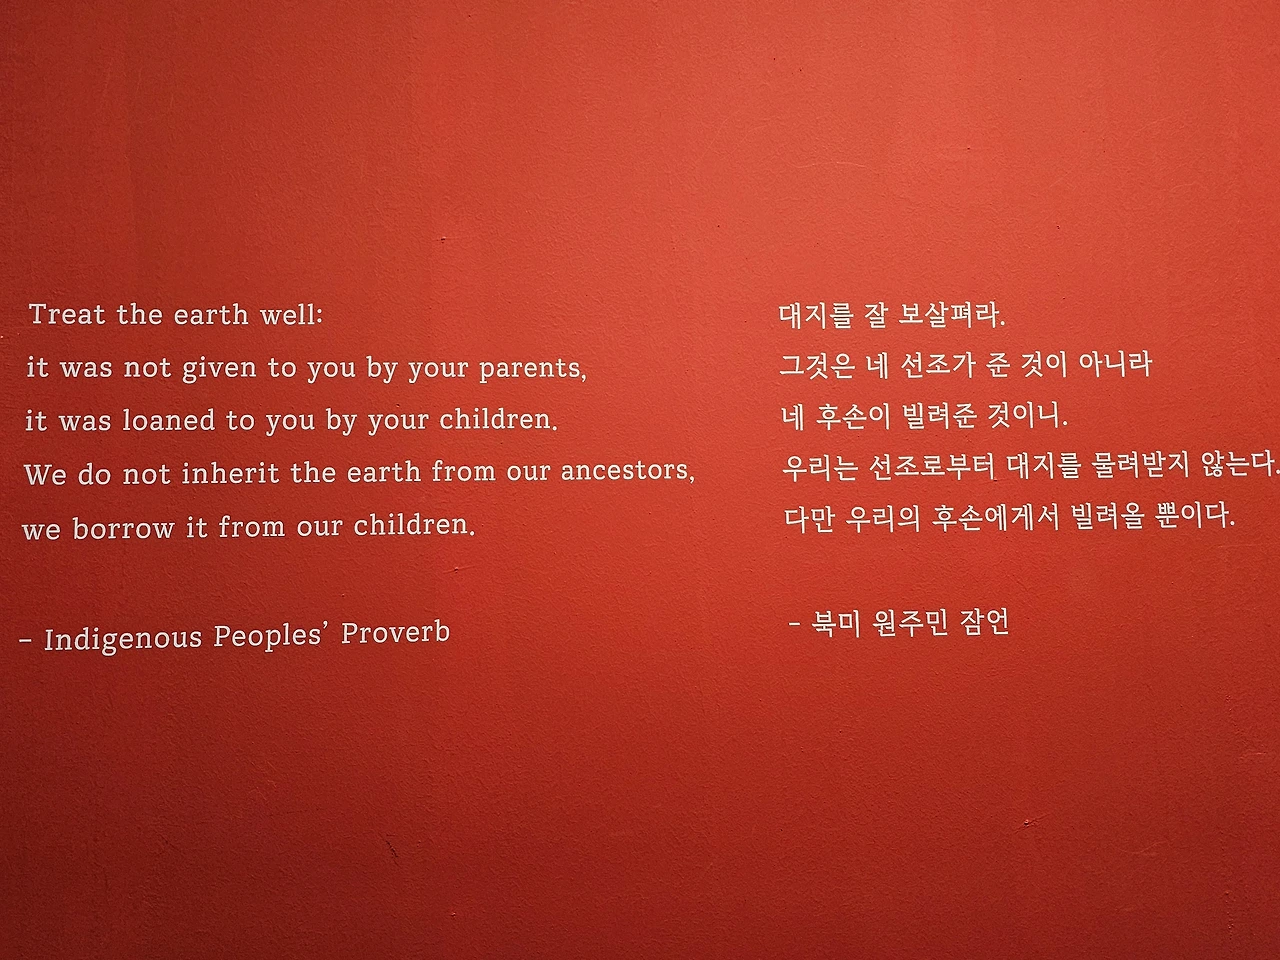 Treat the earth well:
it was not given to you by your parents,
it was loaned to you by your children.
We do not inherit the earth from our ancestors,
we borrow it from our children.
– Indigenous Peoples’ Proverb
대지를 잘 보살펴라.
그것은 네 선조가 준 것이 아니라
네 후손이 빌려준 것이니.
우리는 선조로부터 대지를 물려받지 않는다.
다만 우리의 후손에게서 빌려올 뿐이다.
– 북미 원주민 잠언